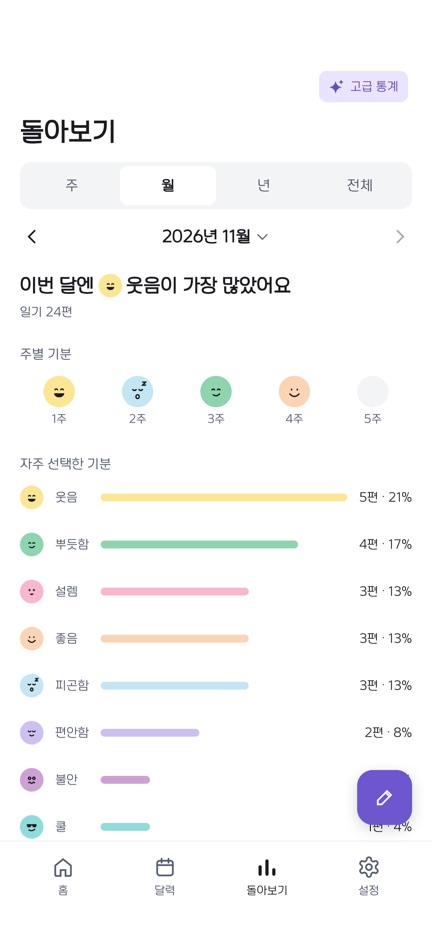 고급 통계
돌아보기
주 월 년 전체
2026년 11월
이번 달엔 웃음이 가장 많았어요
일기 24편
주별 기분
1주 2주 3주 4주 5주
자주 선택한 기분
웃음 5편 · 21%
뿌듯함 4편 · 17%
설렘 3편 · 13%
좋음 3편 · 13%
피곤함 3편 · 13%
편안함 2편 · 8%
불안
쿨 1편 · 4%
홈 달력 돌아보기 설정